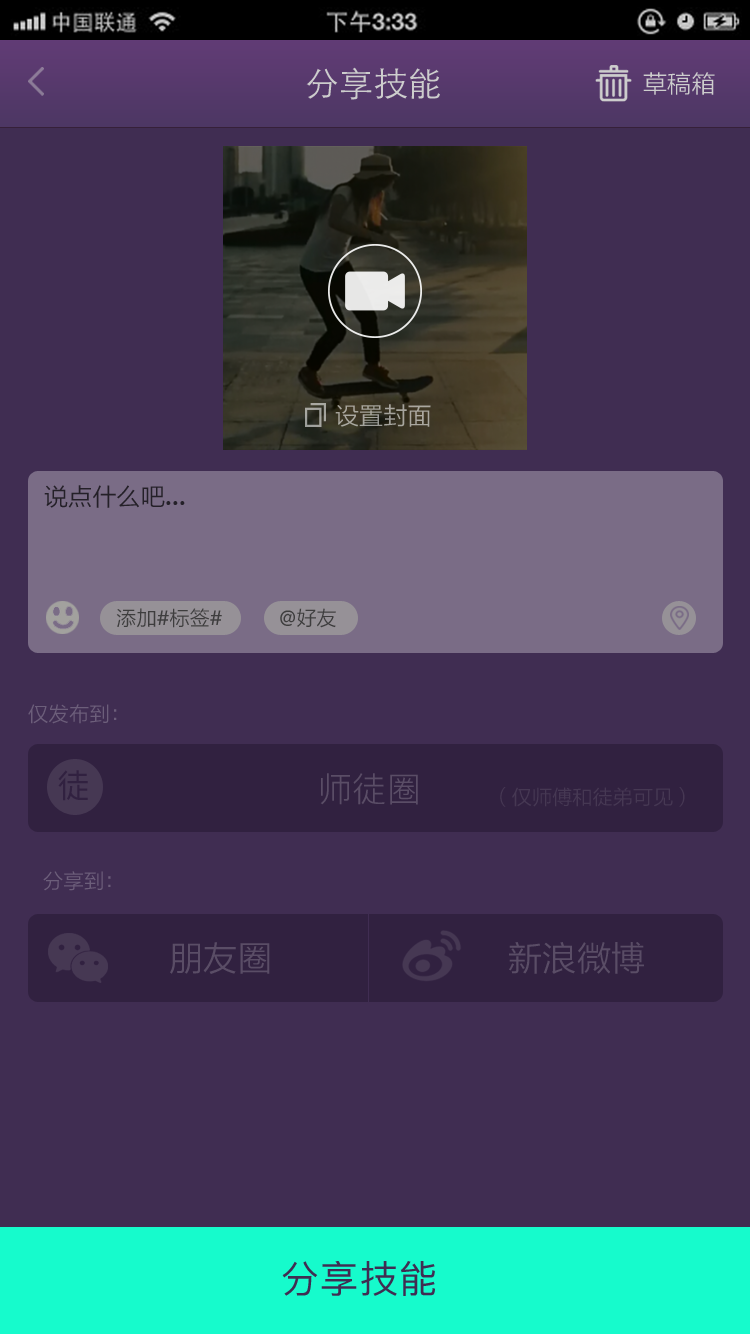 中国联通
下午3:33
分享技能
草稿箱
设置封面
说点什么吧...
添加#标签#
@好友
仅发布到：
徒
师徒圈
（仅师傅和徒弟可见）
分享到：
朋友圈
新浪微博
分享技能